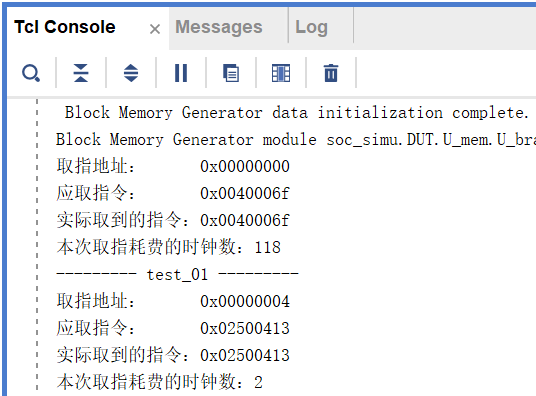 Tcl Console × Messages Log
Block Memory Generator data initialization complete.
Block Memory Generator module soc_simu.DUT.U_mem.U_bra
取指地址： 0x00000000
应取指令： 0x0040006f
实际取到的指令：0x0040006f
本次取指耗费的时钟数：118
--------- test_01 ---------
取指地址： 0x00000004
应取指令： 0x02500413
实际取到的指令：0x02500413
本次取指耗费的时钟数：2